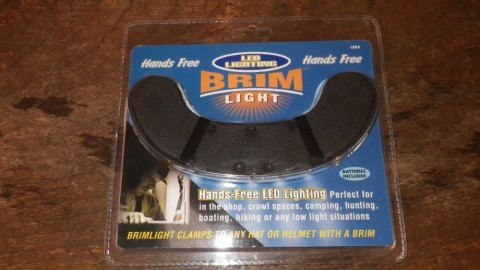 LED
LIGHTING
Hands Free
Hands Free
BRIM
LIGHT
BATTERIES
INCLUDED
Hands-Free LED Lighting Perfect for
in the shop, crawl spaces, camping, hunting,
boating, hiking or any low light situations
BRIMLIGHT CLAMPS TO ANY HAT OR HELMET WITH A BRIM